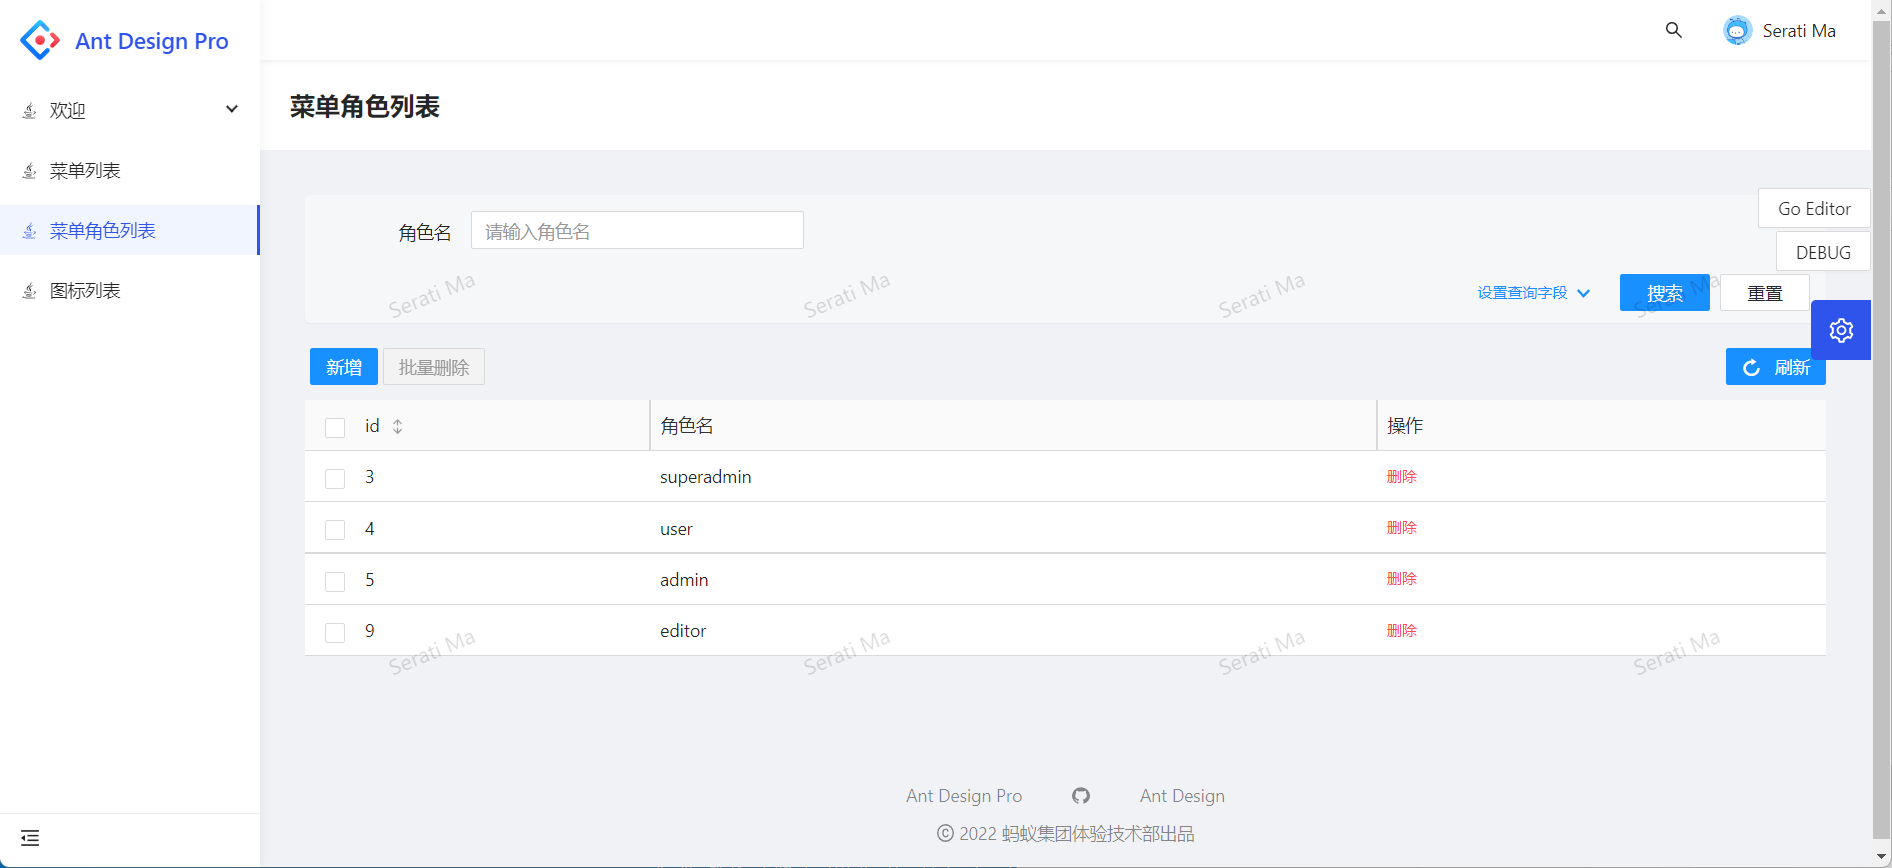 Ant Design Pro
Serati Ma
欢迎
菜单列表
菜单角色列表
图标列表
菜单角色列表
Go Editor
DEBUG
角色名 请输入角色名
Serati Ma Serati Ma Serati Ma Serati Ma
设置查询字段 搜索 重置
新增 批量删除 刷新
id 角色名 操作
3 superadmin 删除
4 user 删除
5 admin 删除
9 editor 删除
Serati Ma Serati Ma Serati Ma Serati Ma
Ant Design Pro Ant Design
© 2022 蚂蚁集团体验技术部出品